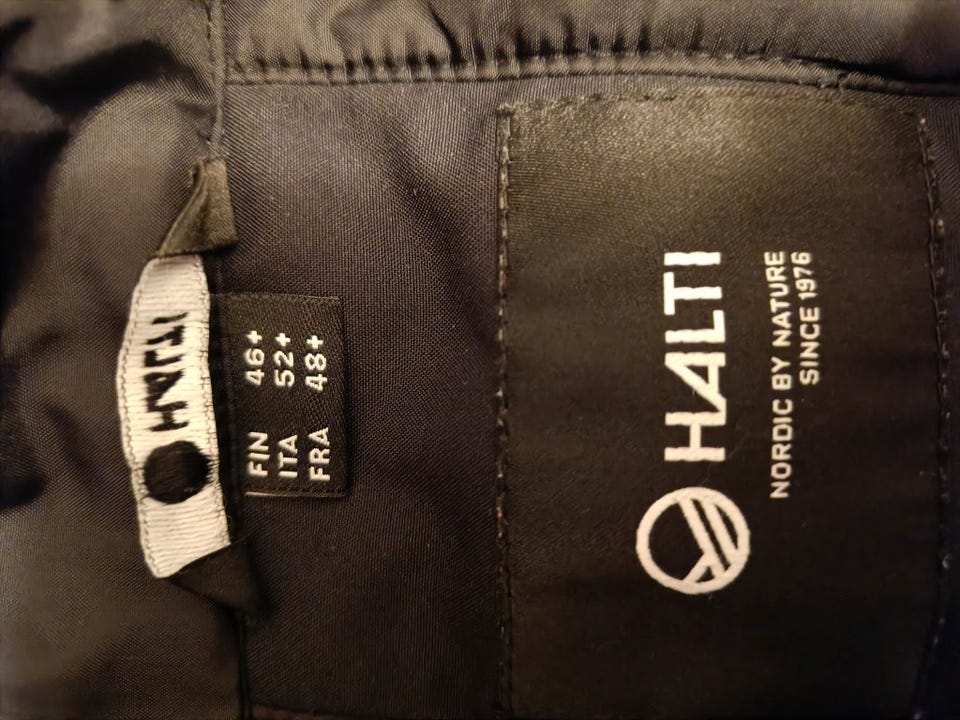 HALTI
FIN 46+
ITA 52+
FRA 48+
HALTI
NORDIC BY NATURE
SINCE 1976